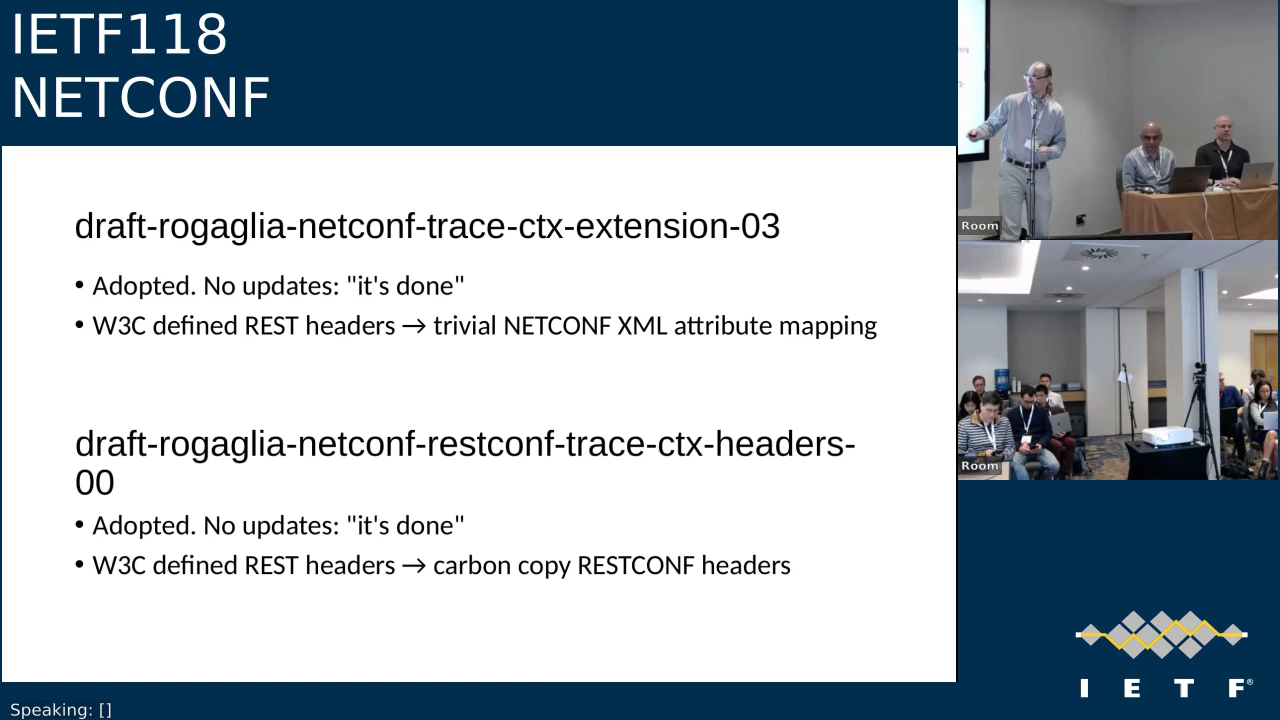 IETF118
NETCONF
draft-rogaglia-netconf-trace-ctx-extension-03
• Adopted. No updates: "it's done"
• W3C defined REST headers → trivial NETCONF XML attribute mapping
draft-rogaglia-netconf-restconf-trace-ctx-headers-
00
• Adopted. No updates: "it's done"
• W3C defined REST headers → carbon copy RESTCONF headers
Room
Room
I E T F®
Speaking: []